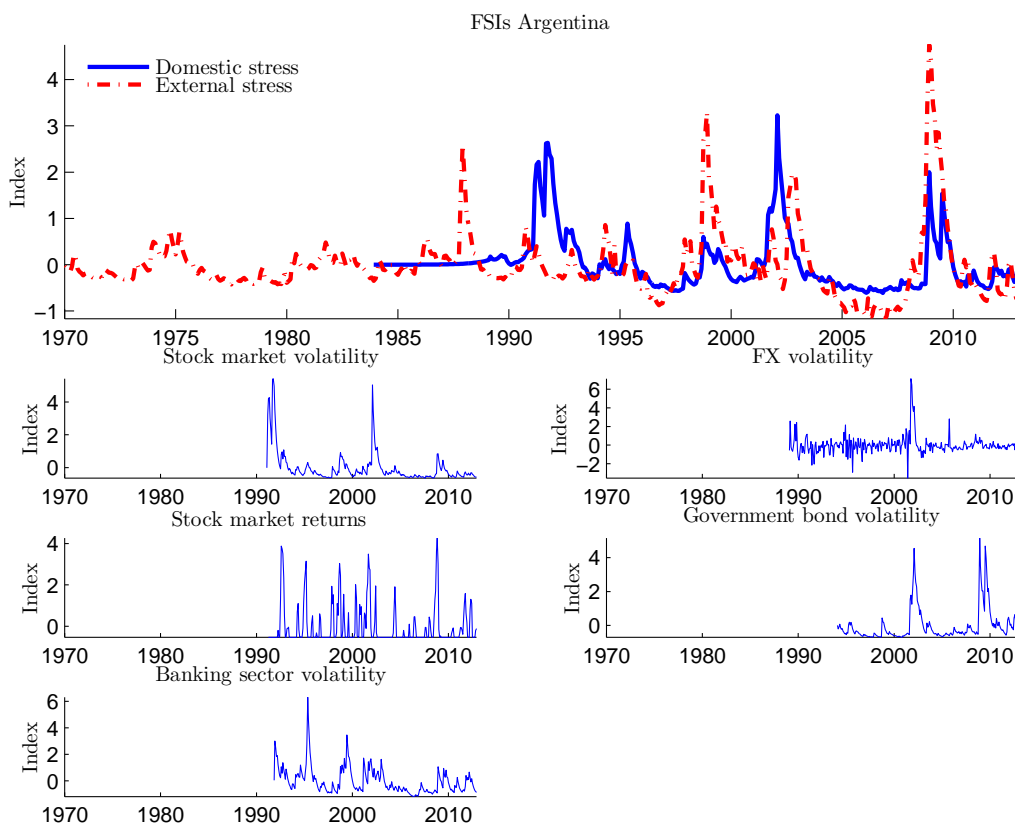 FSIs Argentina
Domestic stress
External stress
Index
4
3
2
1
0
−1
1970 1975 1980 1985 1990 1995 2000 2005 2010
Stock market volatility
Index
4
2
0
1970 1980 1990 2000 2010
FX volatility
Index
6
4
2
0
−2
1970 1980 1990 2000 2010
Stock market returns
Index
4
2
0
1970 1980 1990 2000 2010
Government bond volatility
Index
4
2
0
1970 1980 1990 2000 2010
Banking sector volatility
Index
6
4
2
0
1970 1980 1990 2000 2010